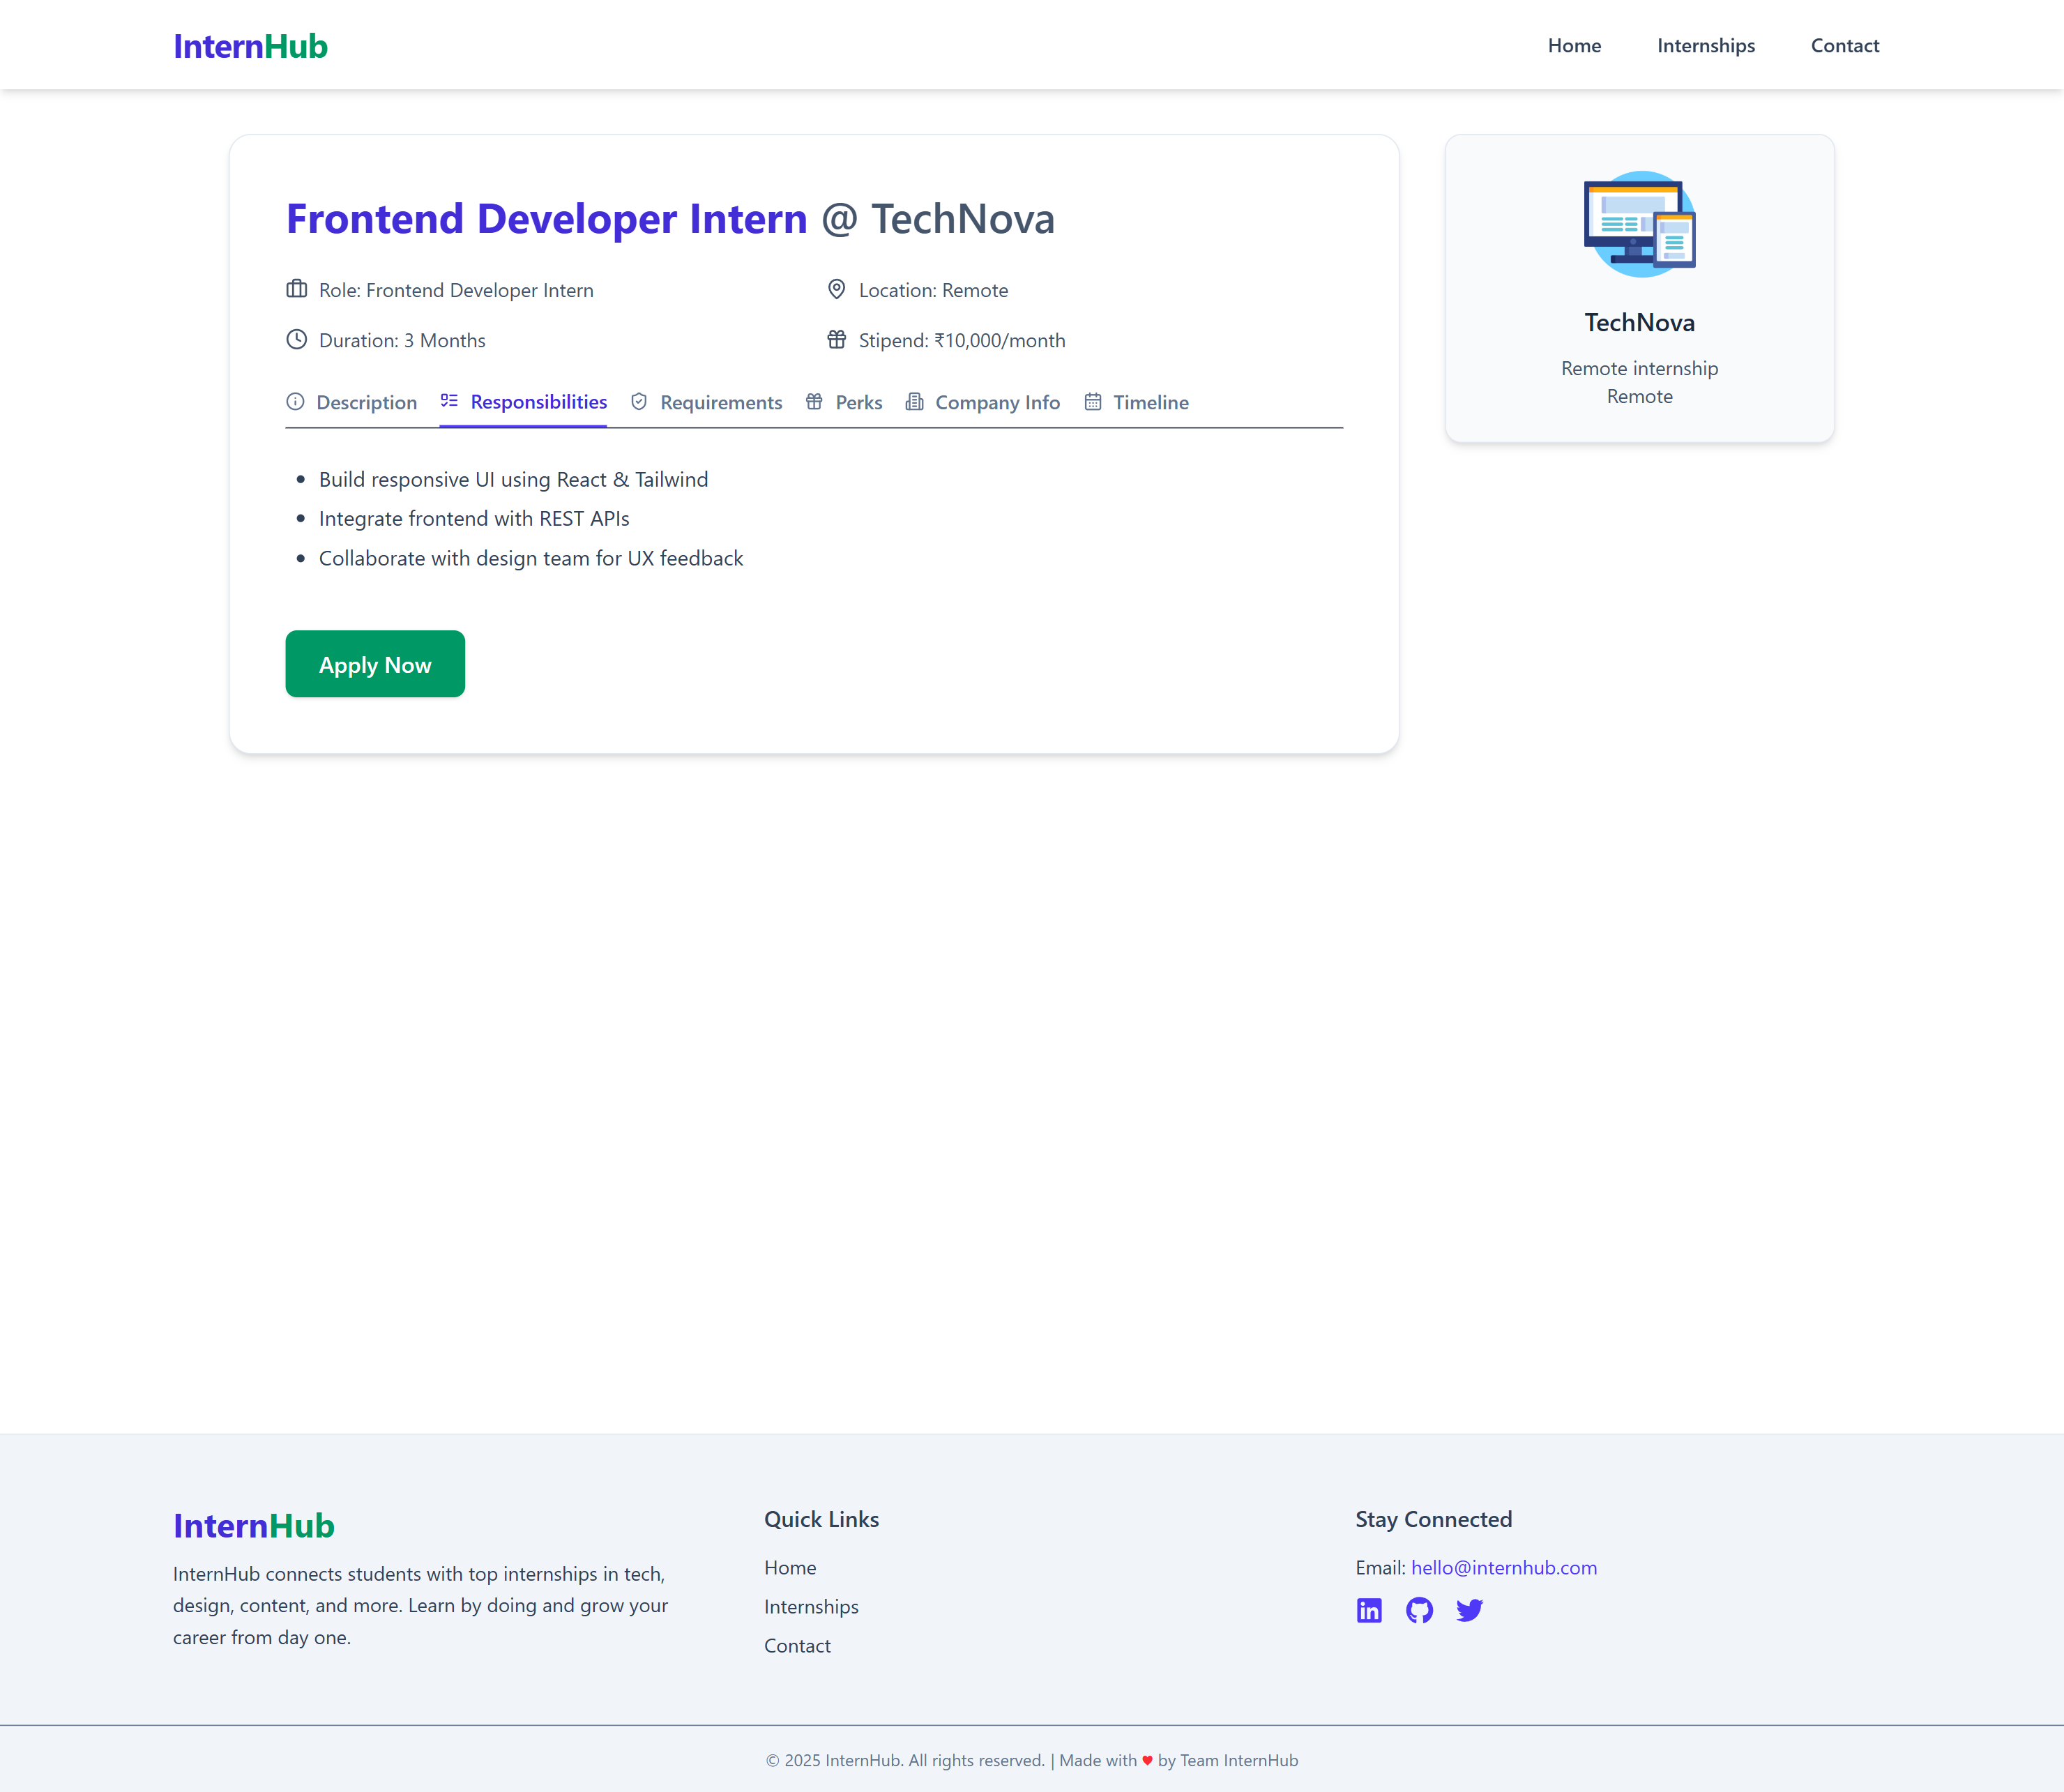 InternHub
Home
Internships
Contact
Frontend Developer Intern @ TechNova
Role: Frontend Developer Intern
Location: Remote
Duration: 3 Months
Stipend: ₹10,000/month
Description
Responsibilities
Requirements
Perks
Company Info
Timeline
Build responsive UI using React & Tailwind
Integrate frontend with REST APIs
Collaborate with design team for UX feedback
Apply Now
TechNova
Remote internship
Remote
InternHub
InternHub connects students with top internships in tech,
design, content, and more. Learn by doing and grow your
career from day one.
Quick Links
Home
Internships
Contact
Stay Connected
Email: hello@internhub.com
© 2025 InternHub. All rights reserved. | Made with ♥ by Team InternHub